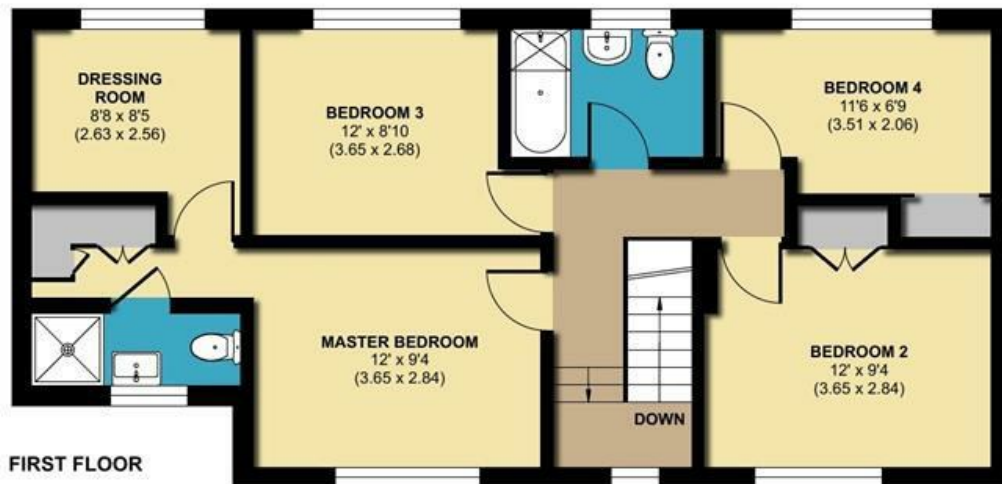 DRESSING
ROOM
8'8 x 8'5
(2.63 x 2.56)
BEDROOM 3
12' x 8'10
(3.65 x 2.68)
BEDROOM 4
11'6 x 6'9
(3.51 x 2.06)
MASTER BEDROOM
12' x 9'4
(3.65 x 2.84)
BEDROOM 2
12' x 9'4
(3.65 x 2.84)
DOWN
FIRST FLOOR